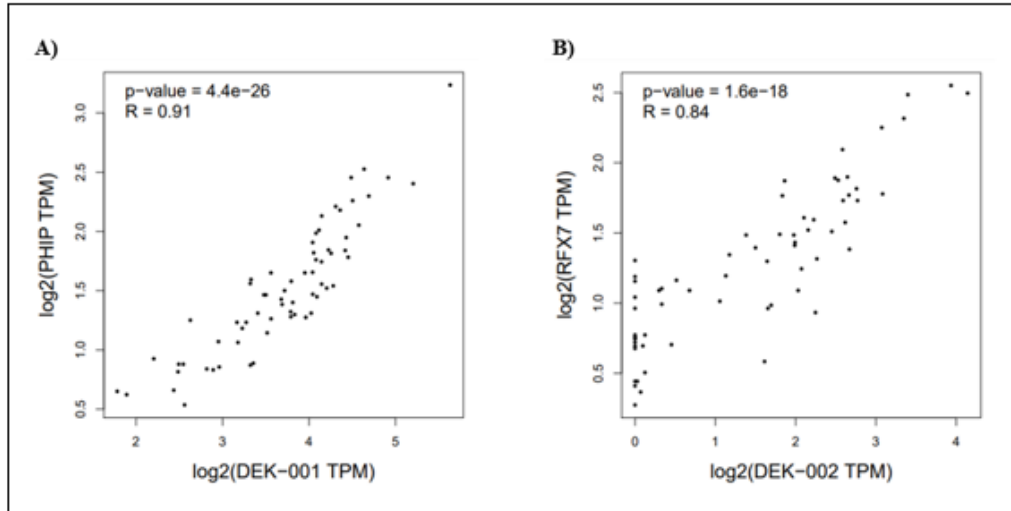 A)
p−value = 4.4e−26
R = 0.91
log2(PHIP TPM)
3.0
2.5
2.0
1.5
1.0
0.5
2 3 4 5
log2(DEK−001 TPM)
B)
p−value = 1.6e−18
R = 0.84
log2(RFX7 TPM)
2.5
2.0
1.5
1.0
0.5
0 1 2 3 4
log2(DEK−002 TPM)